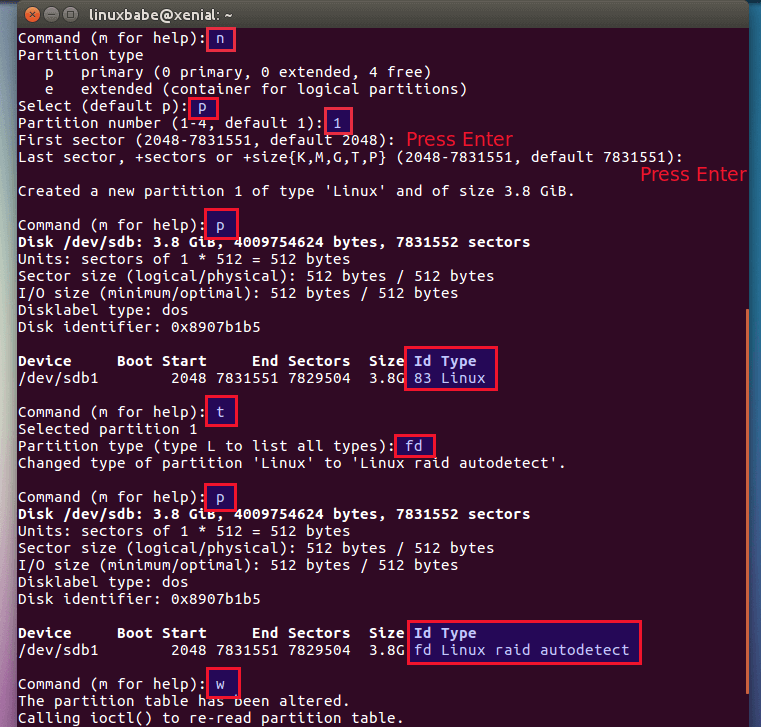 linuxbabe@xenial: ~
Command (m for help): n
Partition type
   p   primary (0 primary, 0 extended, 4 free)
   e   extended (container for logical partitions)
Select (default p): p
Partition number (1-4, default 1): 1
First sector (2048-7831551, default 2048): Press Enter
Last sector, +sectors or +size{K,M,G,T,P} (2048-7831551, default 7831551):
Press Enter
Created a new partition 1 of type 'Linux' and of size 3.8 GiB.
Command (m for help): p
Disk /dev/sdb: 3.8 GiB, 4009754624 bytes, 7831552 sectors
Units: sectors of 1 * 512 = 512 bytes
Sector size (logical/physical): 512 bytes / 512 bytes
I/O size (minimum/optimal): 512 bytes / 512 bytes
Disklabel type: dos
Disk identifier: 0x8907b1b5
Device     Boot Start     End Sectors  Size Id Type
/dev/sdb1        2048 7831551 7829504  3.8G 83 Linux
Command (m for help): t
Selected partition 1
Partition type (type L to list all types): fd
Changed type of partition 'Linux' to 'Linux raid autodetect'.
Command (m for help): p
Disk /dev/sdb: 3.8 GiB, 4009754624 bytes, 7831552 sectors
Units: sectors of 1 * 512 = 512 bytes
Sector size (logical/physical): 512 bytes / 512 bytes
I/O size (minimum/optimal): 512 bytes / 512 bytes
Disklabel type: dos
Disk identifier: 0x8907b1b5
Device     Boot Start     End Sectors  Size Id Type
/dev/sdb1        2048 7831551 7829504  3.8G fd Linux raid autodetect
Command (m for help): w
The partition table has been altered.
Calling ioctl() to re-read partition table.